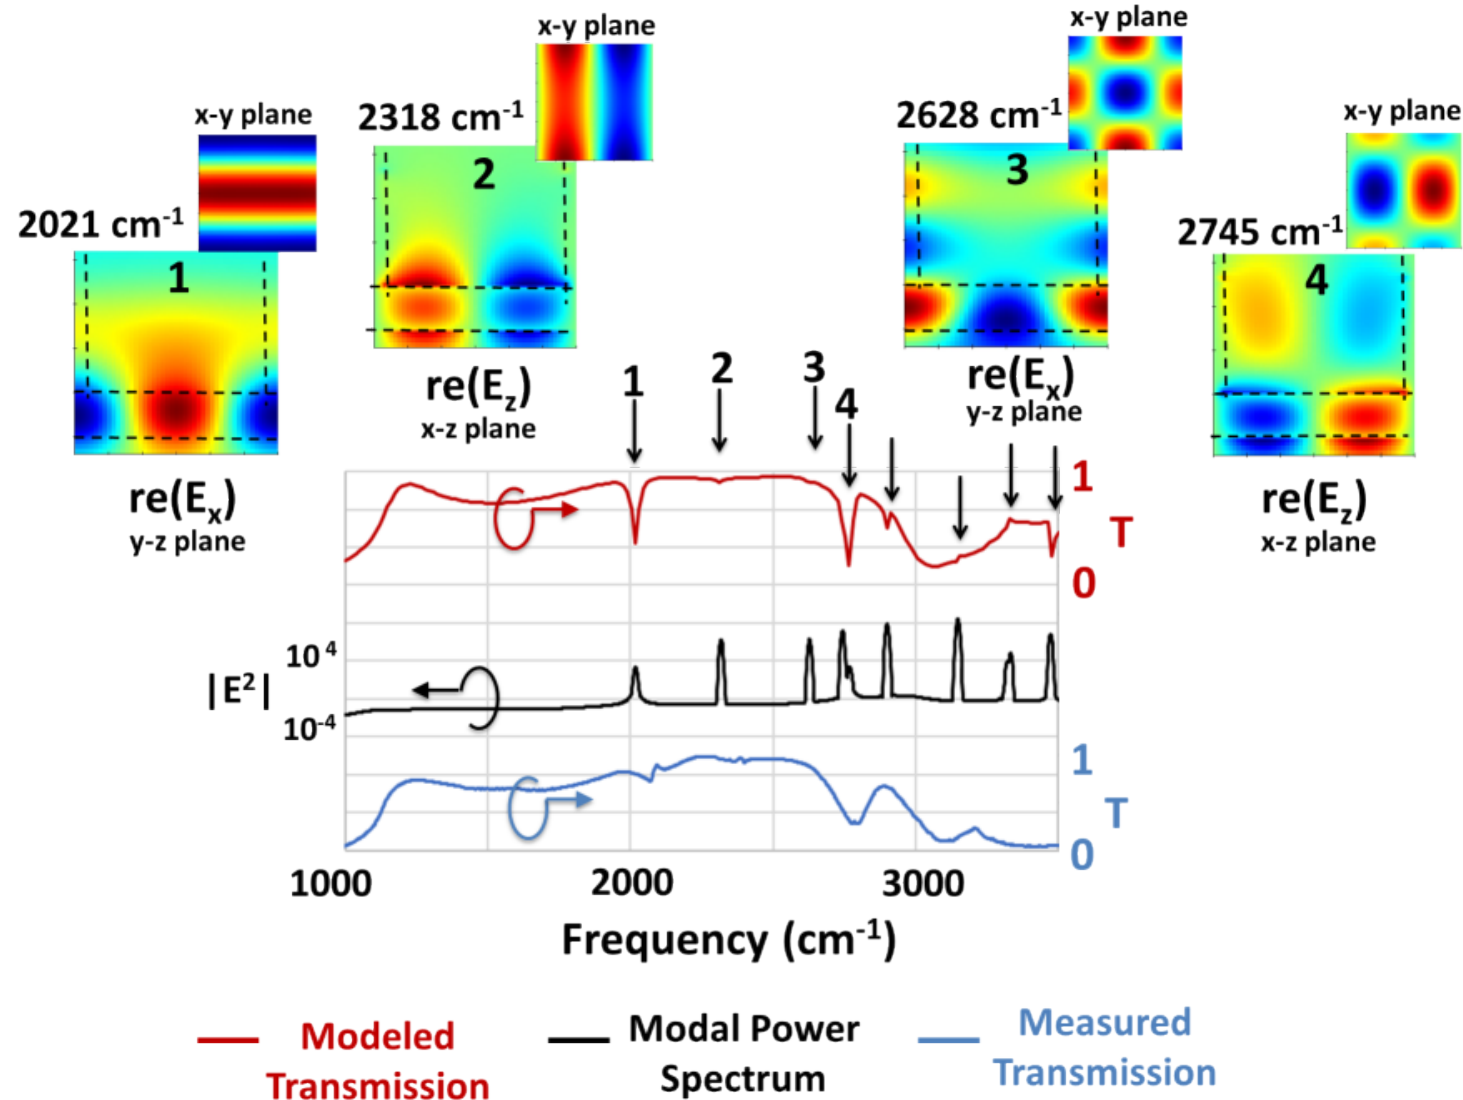 x-y plane
2021 cm-1
1
re(Ex)
y-z plane
x-y plane
2318 cm-1
2
re(Ez)
x-z plane
x-y plane
2628 cm-1
3
re(Ex)
y-z plane
x-y plane
2745 cm-1
4
re(Ez)
x-z plane
1
2
3
4
1
T
0
10 4
|E2|
10-4
1
T
0
1000
2000
3000
Frequency (cm-1)
Modeled
Transmission
Modal Power
Spectrum
Measured
Transmission